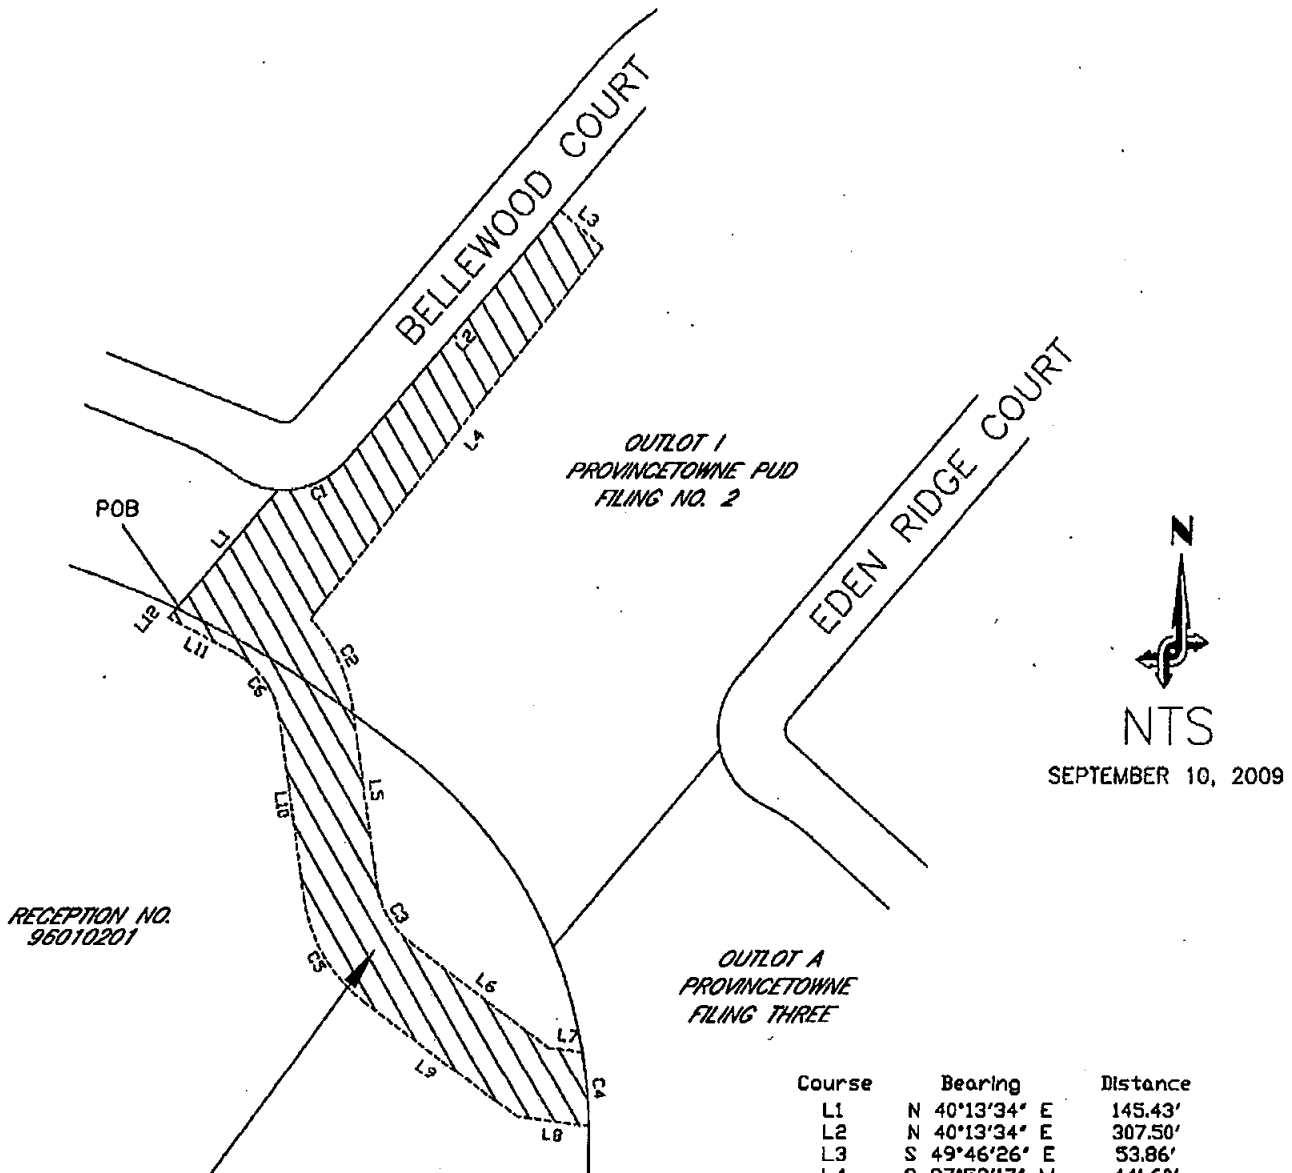 BELLEWOOD COURT
L3
L2
L4
OUTLOT 1
PROVINCETOWNE PUD
FILING NO. 2
EDEN RIDGE COURT
POB
C1
L1
L12
L11
C2
C6
N
NTS
SEPTEMBER 10, 2009
L5
L10
RECEPTION NO.
96010201
C3
C5
L6
OUTLOT A
PROVINCETOWNE
FILING THREE
L7
L9
C4
L8
Course Bearing Distance
L1 N 40°13'34" E 145.43'
L2 N 40°13'34" E 307.50'
L3 S 49°46'26" E 53.86'